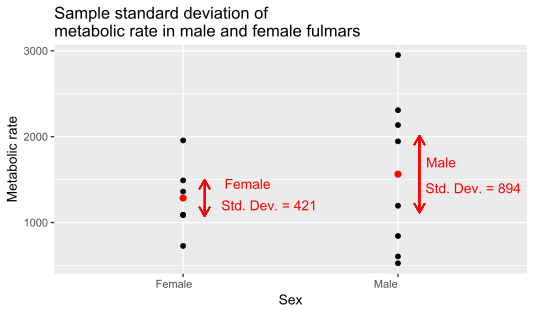 Sample standard deviation of
metabolic rate in male and female fulmars
3000
2000
1000
Metabolic rate
Female
Std. Dev. = 421
Male
Std. Dev. = 894
Female
Male
Sex